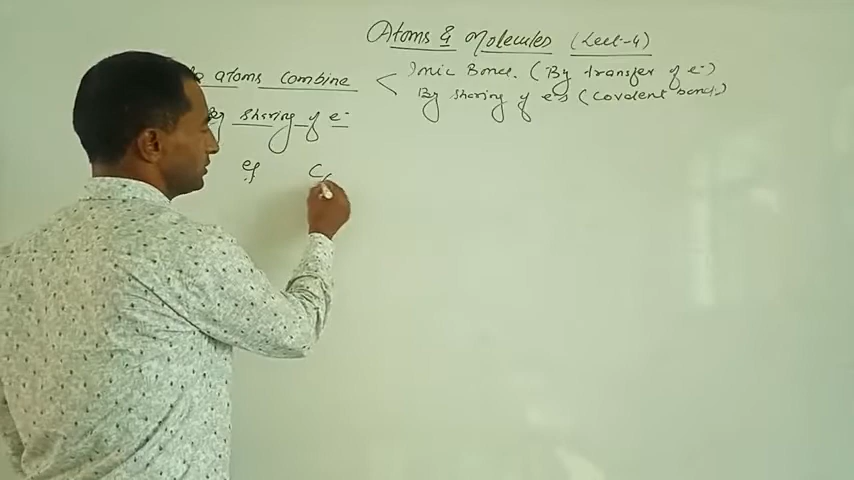 Atoms & Molecules (Lect-4)
atoms combine
Ionic Bond. (By transfer of e⁻)
By sharing of e⁻s (Covalent bond)
By sharing of e⁻
eg C